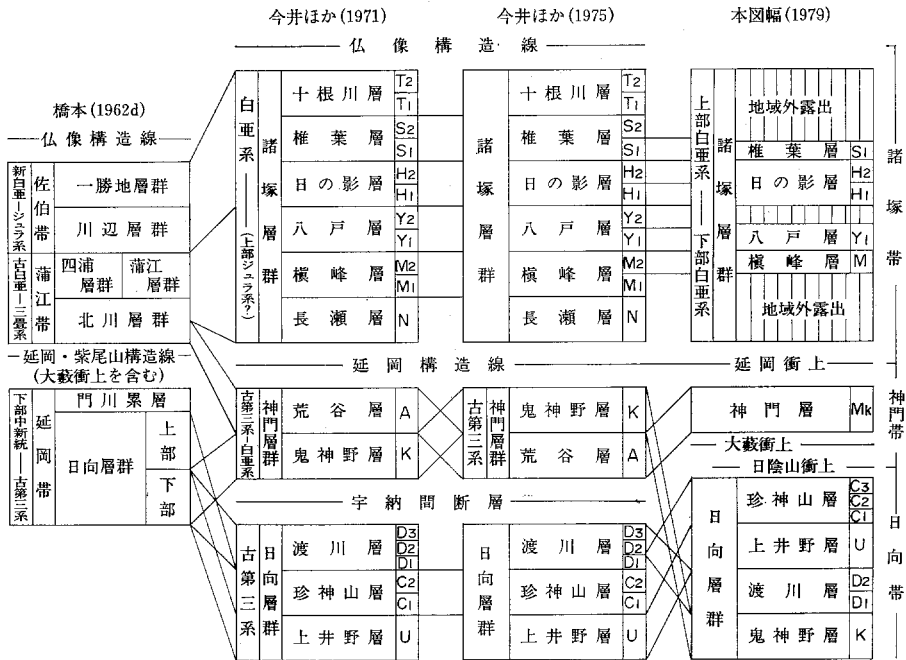 今井ほか(1971)
今井ほか(1975)
本図幅(1979)
仏像構造線
橋本(1962d)
仏像構造線
新白亜—ジュラ系
佐伯帯
一勝地層群
川辺層群
古白亜—三畳系
蒲江帯
四浦層群
蒲江層群
北川層群
延岡・紫尾山構造線
(大藪衝上を含む)
下部中新統—古第三系
延岡帯
門川累層
日向層群
上部
下部
白亜系—(上部ジュラ系?)
諸塚層群
十根川層 T2 T1
椎葉層 S2 S1
日の影層 H2 H1
八戸層 Y2 Y1
槇峰層 M2 M1
長瀬層 N
延岡構造線
古第三系—白亜系
神門層群
荒谷層 A
鬼神野層 K
宇納間断層
古第三系
日向層群
渡川層 D3 D2 D1
珍神山層 C2 C1
上井野層 U
諸塚層群
十根川層 T2 T1
椎葉層 S2 S1
日の影層 H2 H1
八戸層 Y2 Y1
槇峰層 M2 M1
長瀬層 N
古第三系
神門層群
鬼神野層 K
荒谷層 A
日向層群
渡川層 D3 D2 D1
珍神山層 C2 C1
上井野層 U
上部白亜系—下部白亜系
諸塚層群
地域外露出
椎葉層 S1
日の影層 H2 H1
八戸層 Y1
槇峰層 M
地域外露出
延岡衝上
神門層 Mk
大藪衝上
日陰山衝上
日向層群
珍神山層 C3 C2 C1
上井野層 U
渡川層 D2 D1
鬼神野層 K
諸塚帯
神門帯
日向帯